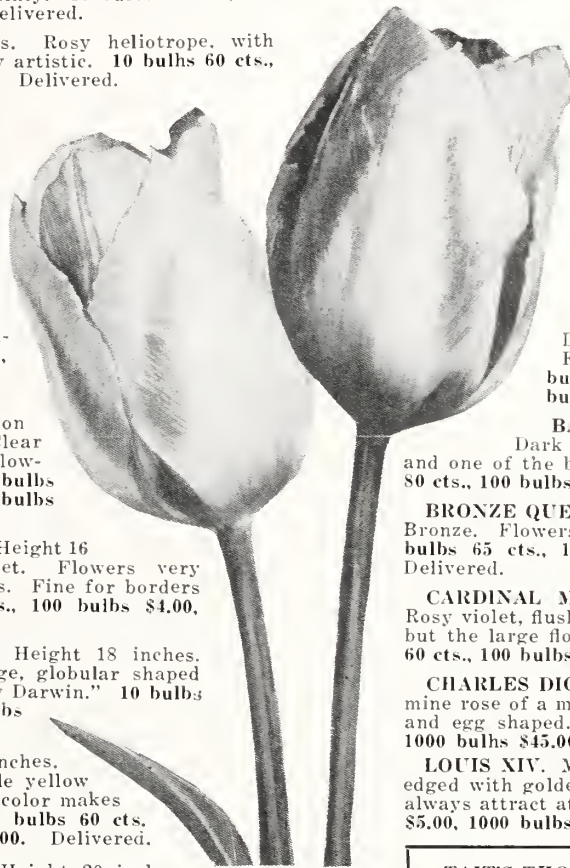 elivered.
s. Rosy heliotrope, with
artistic. 10 bulbs 60 cts.,
Delivered.
on
lear
low-
bulbs
bulbs
Height 16
et. Flowers very
s. Fine for borders
s., 100 bulbs $4.00,
Height 18 inches.
ge, globular shaped
Darwin." 10 bulbs
bs
nches.
le yellow
color makes
bulbs 60 cts.
00. Delivered.
bu
bu
BA
Dark
and one of the b
80 cts., 100 bulbs
BRONZE QUE
Bronze. Flowers
bulbs 65 cts., 1
Delivered.
CARDINAL M
Rosy violet, flush
but the large flo
60 cts., 100 bulbs
CHARLES DIC
mine rose of a m
and egg shaped.
1000 bulbs $45.00
LOUIS XIV. M
edged with golde
always attract at
$5.00, 1000 bulbs